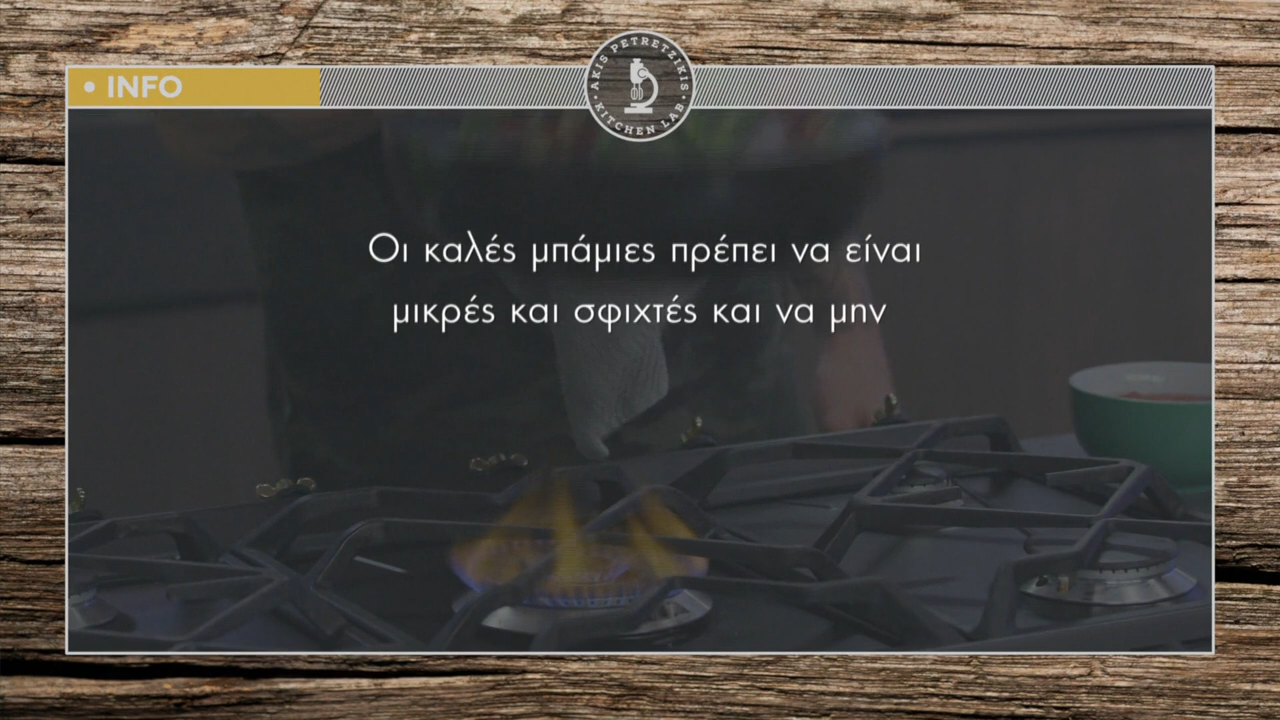 • INFO
AKIS PETRETZIKIS
• KITCHEN LAB •
Οι καλές μπάμιες πρέπει να είναι
μικρές και σφιχτές και να μην